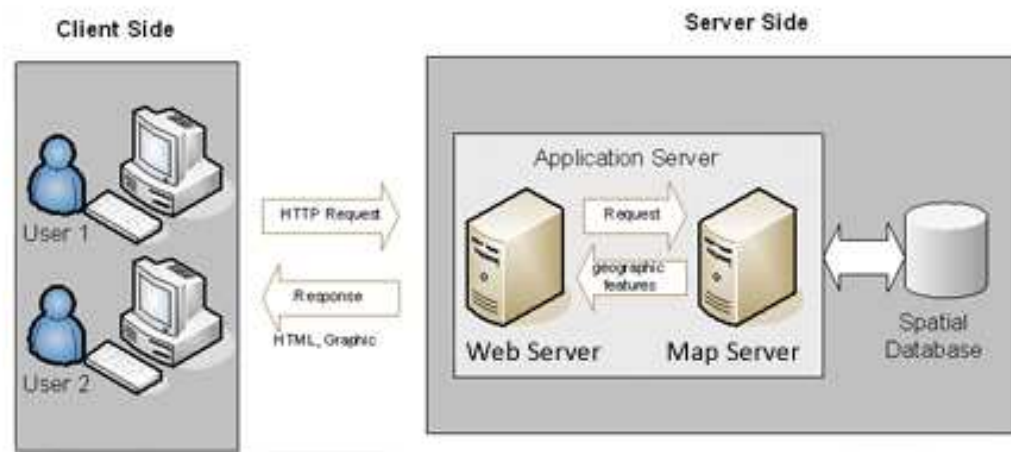 Client Side
Server Side
User 1
User 2
HTTP Request
Response
HTML, Graphic
Application Server
Request
geographic
features
Web Server
Map Server
Spatial
Database